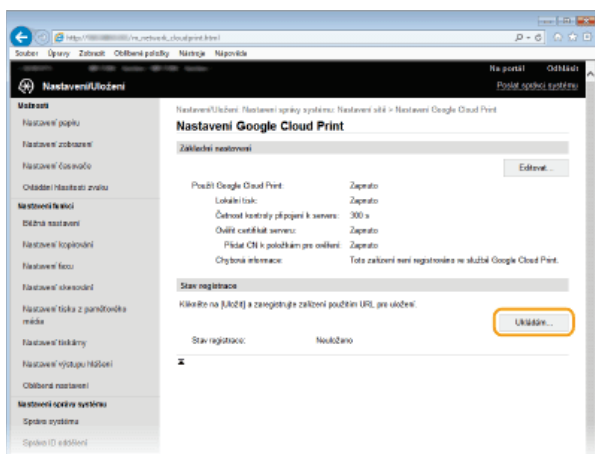 http://
/m_network_cloudprint.html
Soubor Úpravy Zobrazit Oblíbené položky Nástroje Nápověda
Na portál Odhlásit
Nastavení/Uložení
Poslat správci systému
Možnosti
Nastavení papíru
Nastavení zobrazení
Nastavení časovače
Ovládání hlasitosti zvuku
Nastavení funkcí
Běžná nastavení
Nastavení kopírování
Nastavení faxu
Nastavení skenování
Nastavení tisku z paměťového média
Nastavení tiskárny
Nastavení výstupu hlášení
Oblíbená nastavení
Nastavení správy systému
Správa systému
Správa ID oddělení
Nastavení/Uložení: Nastavení správy systému: Nastavení sítě > Nastavení Google Cloud Print
Nastavení Google Cloud Print
Základní nastavení
Editovat...
Použít Google Cloud Print: Zapnuto
Lokální tisk: Zapnuto
Četnost kontroly připojení k serveru: 300 s
Ověřit certifikát serveru: Zapnuto
Přidat CN k položkám pro ověření: Zapnuto
Chybová informace: Toto zařízení není registrováno ve službě Google Cloud Print.
Stav registrace
Klikněte na [Uložit] a zaregistrujte zařízení použitím URL pro uložení.
Ukládám...
Stav registrace: Neuloženo